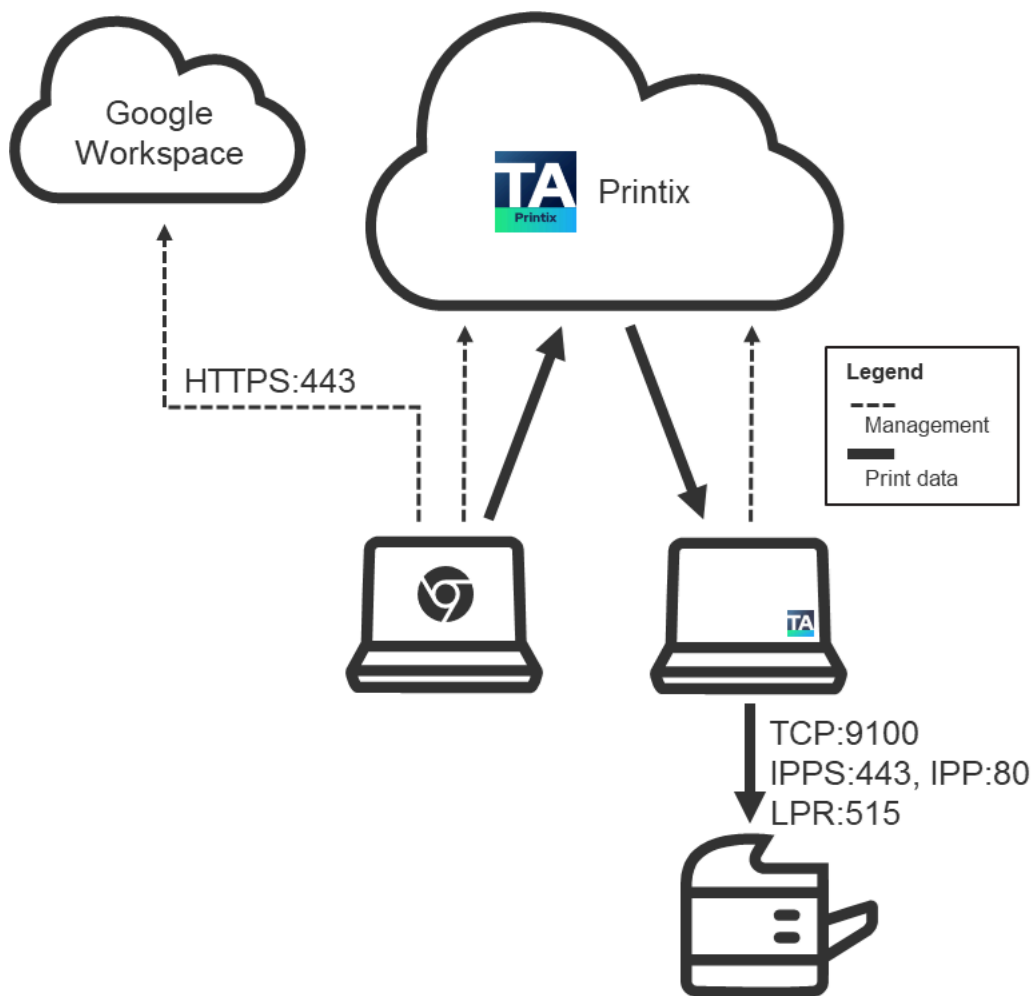 Google
Workspace
TA
Printix
Printix
HTTPS:443
Legend
Management
Print data
TA
TCP:9100
IPPS:443, IPP:80
LPR:515